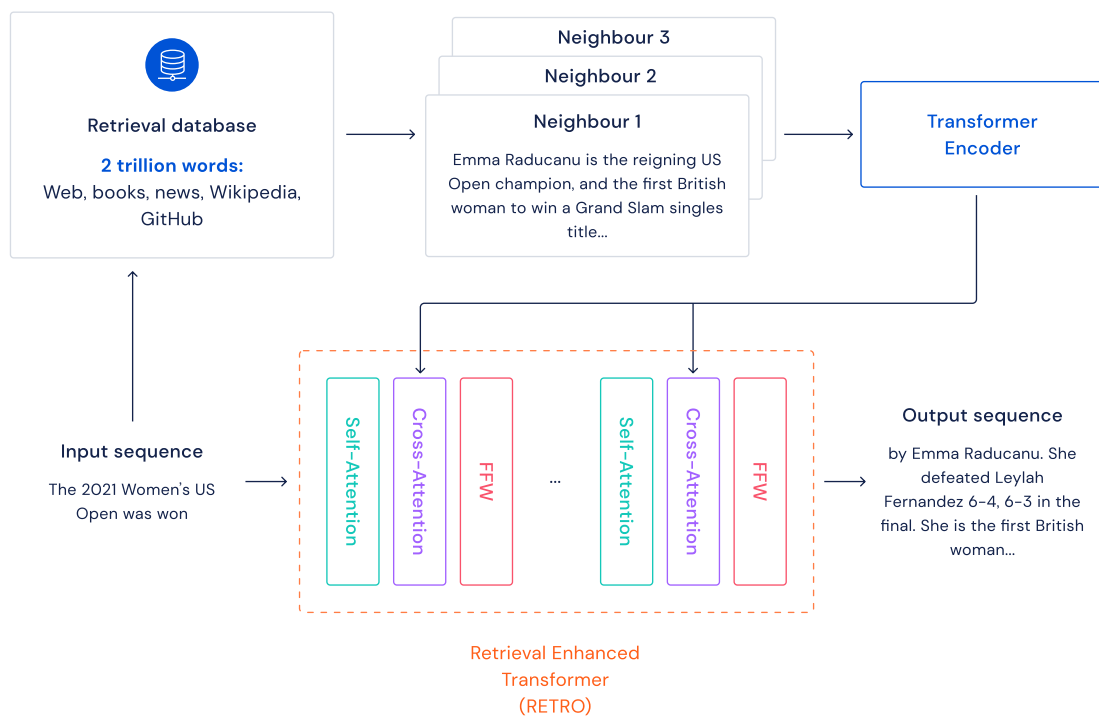 Retrieval database
2 trillion words:
Web, books, news, Wikipedia,
GitHub
Neighbour 3
Neighbour 2
Neighbour 1
Emma Raducanu is the reigning US
Open champion, and the first British
woman to win a Grand Slam singles
title...
Transformer
Encoder
Input sequence
The 2021 Women's US
Open was won
Self-Attention
Cross-Attention
FFW
...
Self-Attention
Cross-Attention
FFW
Output sequence
by Emma Raducanu. She
defeated Leylah
Fernandez 6-4, 6-3 in the
final. She is the first British
woman...
Retrieval Enhanced
Transformer
(RETRO)